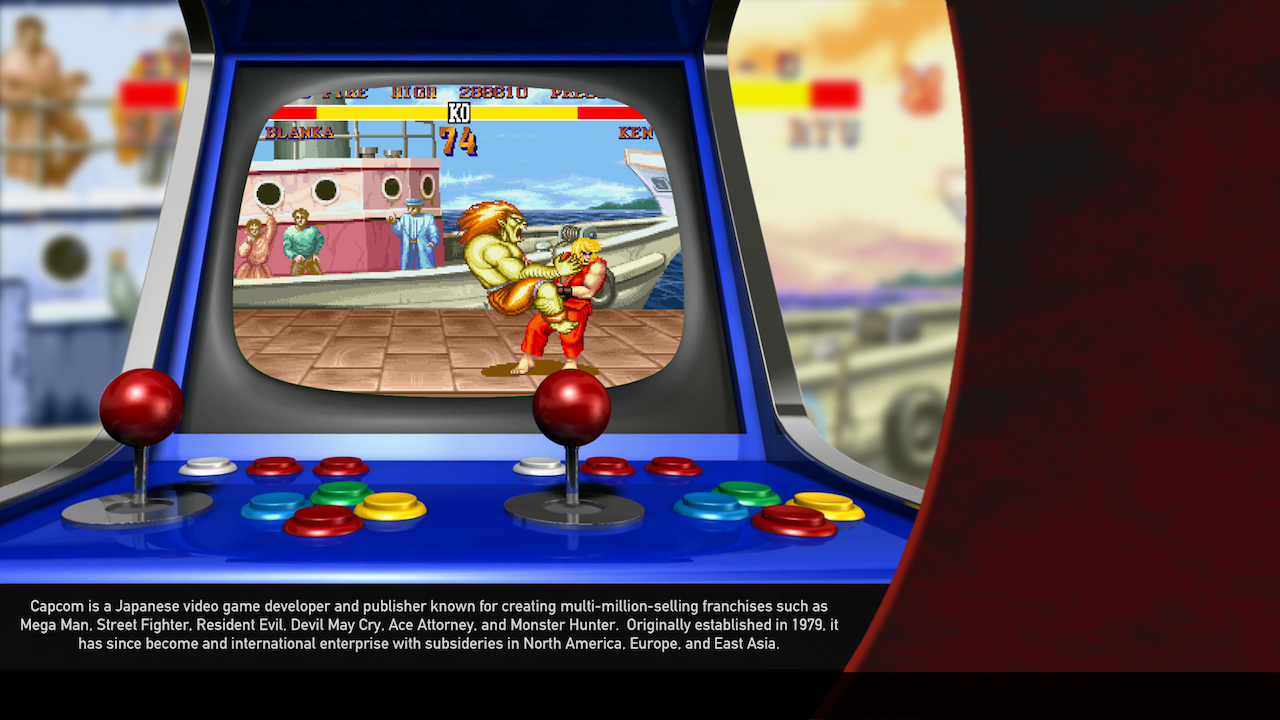 HIGH 288610
KO
BLANKA 74 KEN
RYU
Capcom is a Japanese video game developer and publisher known for creating multi-million-selling franchises such as
Mega Man, Street Fighter, Resident Evil, Devil May Cry, Ace Attorney, and Monster Hunter. Originally established in 1979, it
has since become and international enterprise with subsideries in North America, Europe, and East Asia.